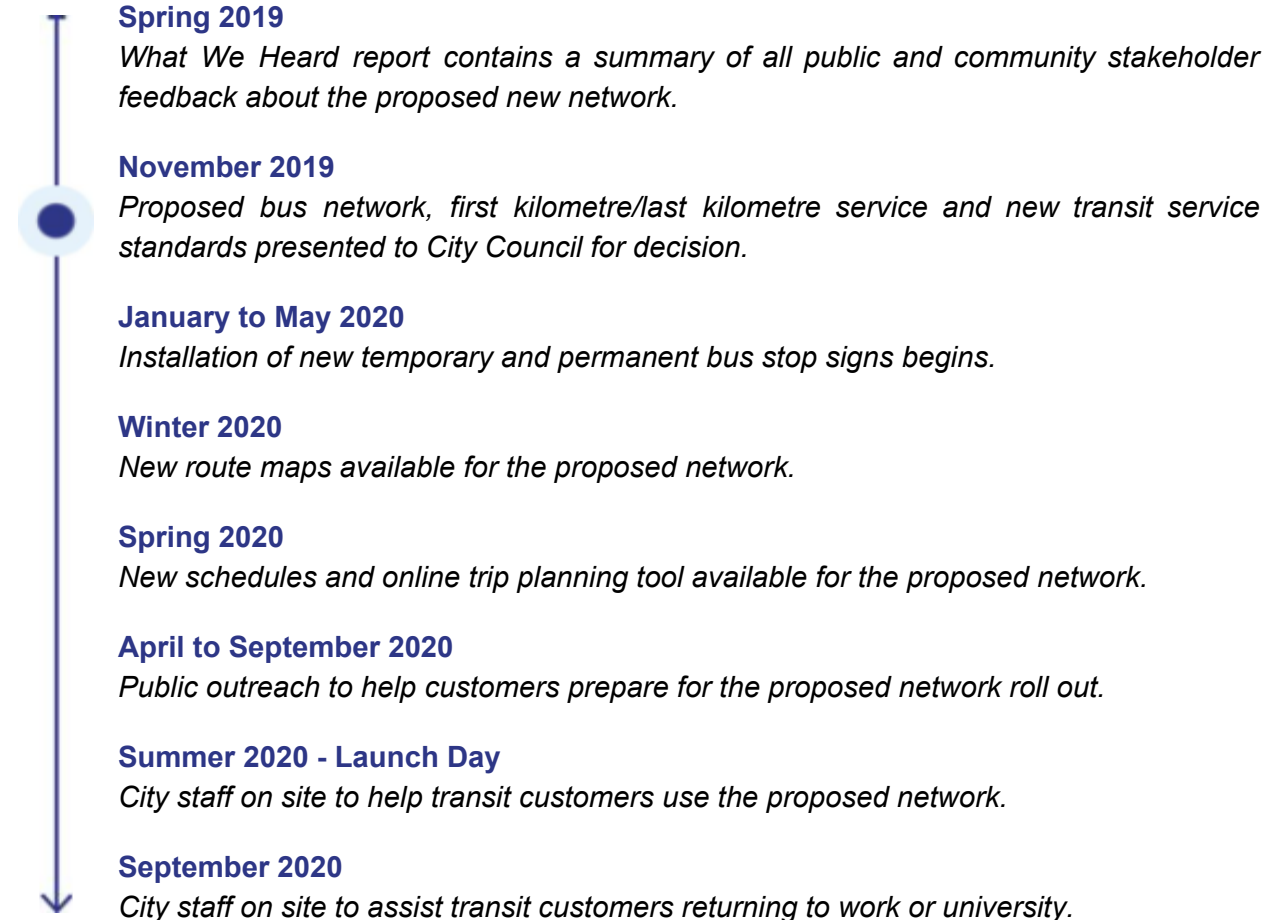 Spring 2019
What We Heard report contains a summary of all public and community stakeholder
feedback about the proposed new network.
November 2019
Proposed bus network, first kilometre/last kilometre service and new transit service
standards presented to City Council for decision.
January to May 2020
Installation of new temporary and permanent bus stop signs begins.
Winter 2020
New route maps available for the proposed network.
Spring 2020
New schedules and online trip planning tool available for the proposed network.
April to September 2020
Public outreach to help customers prepare for the proposed network roll out.
Summer 2020 - Launch Day
City staff on site to help transit customers use the proposed network.
September 2020
City staff on site to assist transit customers returning to work or university.